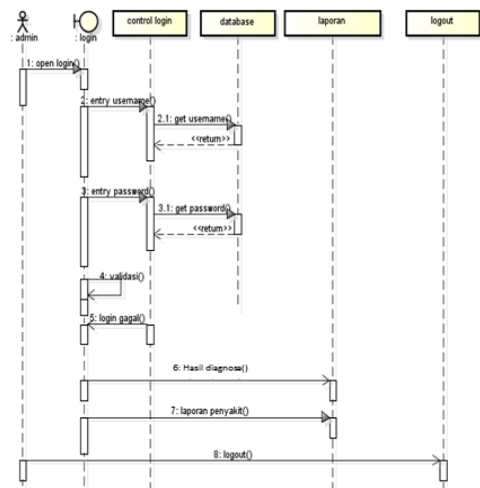 : admin
: login
control login
database
laporan
logout
1: open login()
2: entry username()
2.1: get username()
<<return>>
3: entry password()
3.1: get password()
<<return>>
4: validasi()
5: login gagal()
6: Hasil diagnosa()
7: laporan penyakit()
8: logout()